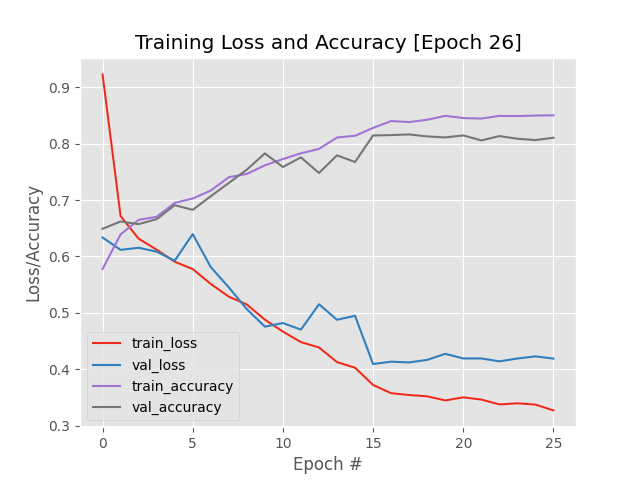 Training Loss and Accuracy [Epoch 26]
Loss/Accuracy
0.9
0.8
0.7
0.6
0.5
0.4
0.3
train_loss
val_loss
train_accuracy
val_accuracy
0 5 10 15 20 25
Epoch #